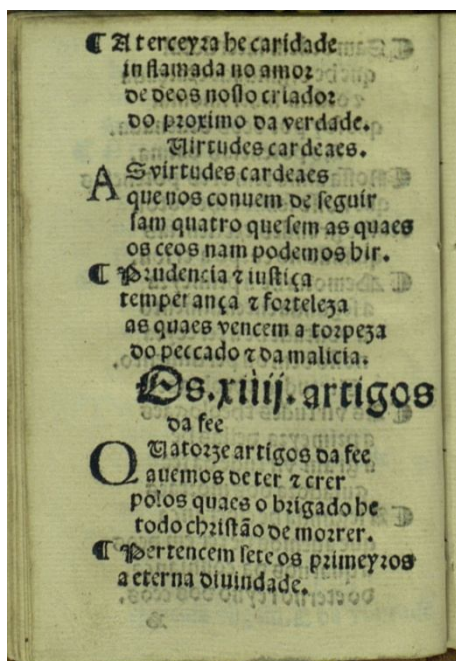 ¶ A terceyra he caridade
inflamada no amor
de deos nosso criador
do proximo da verdade.
Virtudes cardeaes.
AS virtudes cardeaes
que nos conuem de seguir
sam quatro que sem as quaes
os ceos nam podemos hir.
¶ Prudencia ⁊ iustiça
temperança ⁊ forteleza
as quaes vencem a torpeza
do peccado ⁊ da malicia.
Os .xiiij. artigos
da fee
QUatorze artigos da fee
auemos de ter ⁊ crer
polos quaes obrigado he
todo christão de morrer.
¶ Pertencem sete os primeyros
a eterna diuindade.